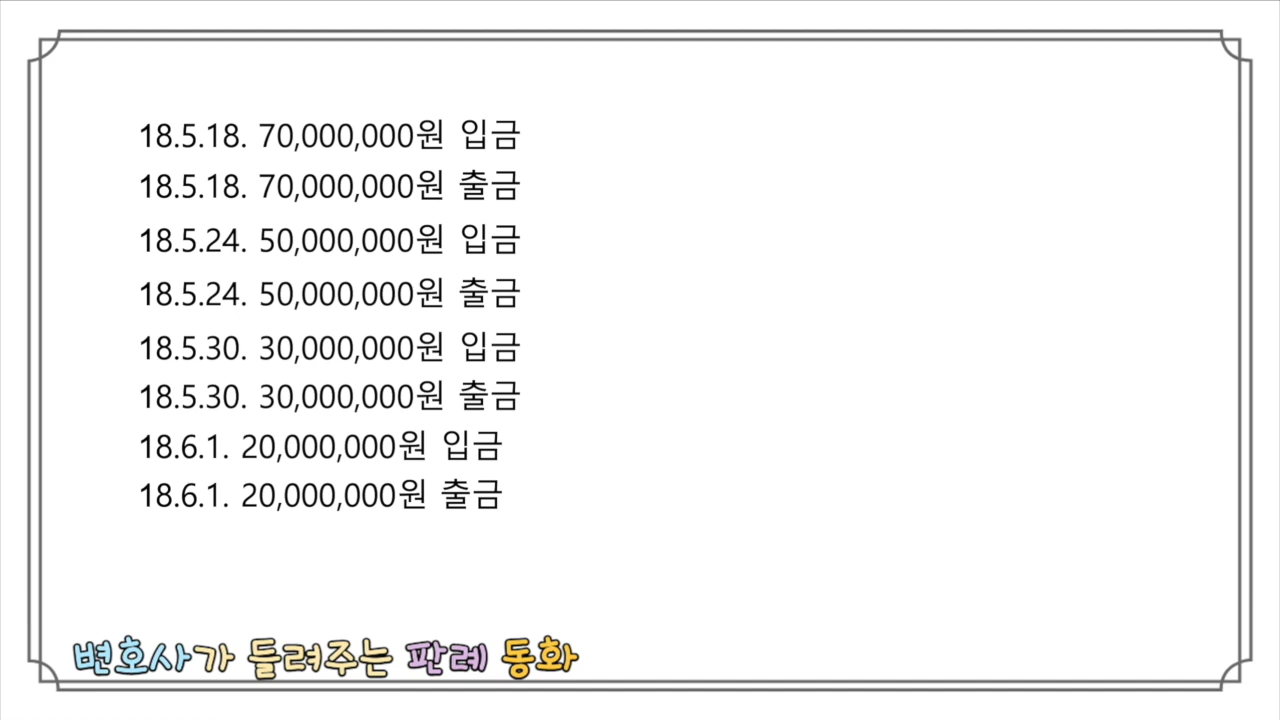 18.5.18. 70,000,000원 입금
18.5.18. 70,000,000원 출금
18.5.24. 50,000,000원 입금
18.5.24. 50,000,000원 출금
18.5.30. 30,000,000원 입금
18.5.30. 30,000,000원 출금
18.6.1. 20,000,000원 입금
18.6.1. 20,000,000원 출금
변호사가 들려주는 판례 동화